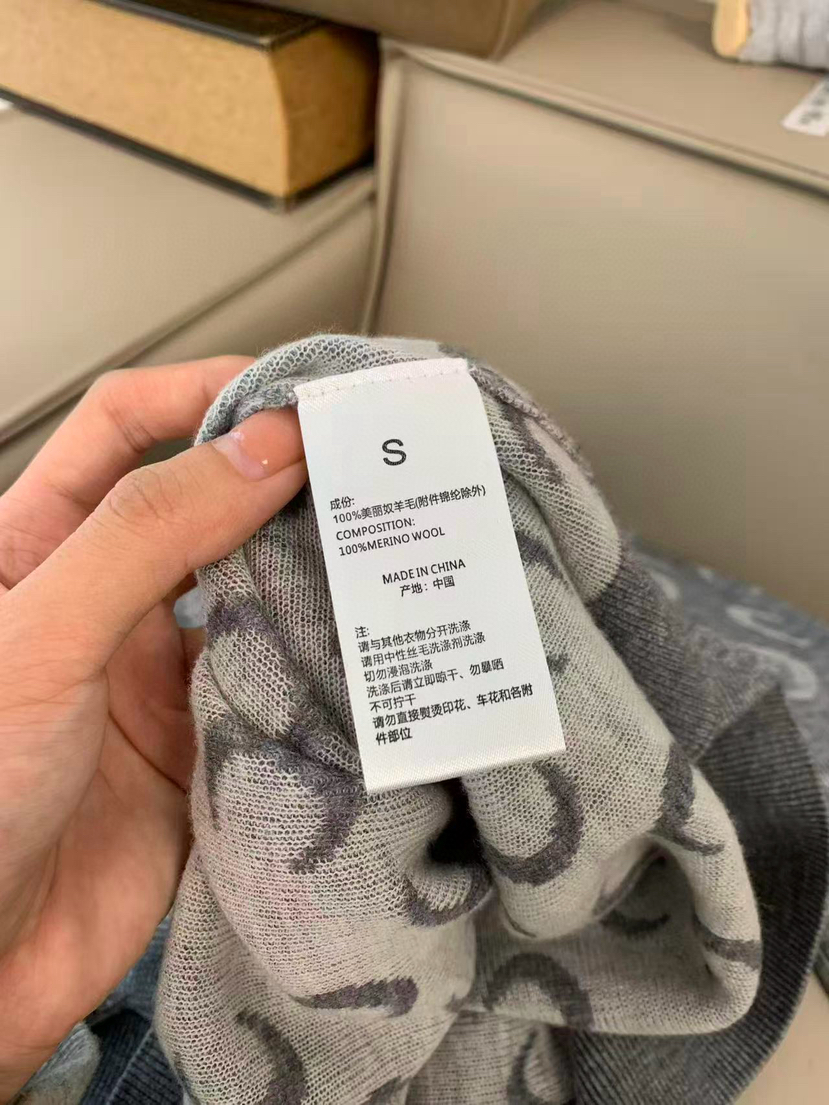 S
成份:
100%美丽奴羊毛(附件锦纶除外)
COMPOSITION:
100%MERINO WOOL
MADE IN CHINA
产地：中国
注:
请与其他衣物分开洗涤
请用中性丝毛洗涤剂洗涤
切勿浸泡洗涤
洗涤后请立即晾干、勿暴晒
不可拧干
请勿直接熨烫印花、车花和各附
件部位